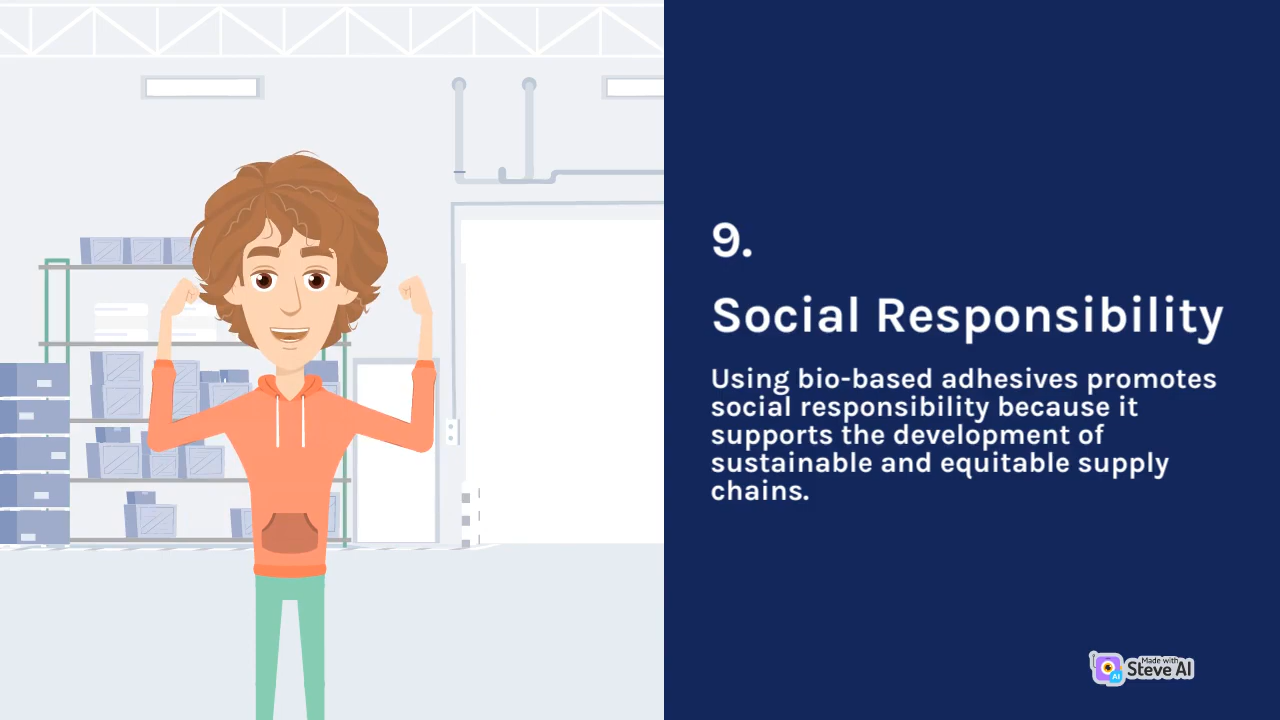 9.
Social Responsibility
Using bio-based adhesives promotes
social responsibility because it
supports the development of
sustainable and equitable supply
chains.
Made with
Steve AI
AI